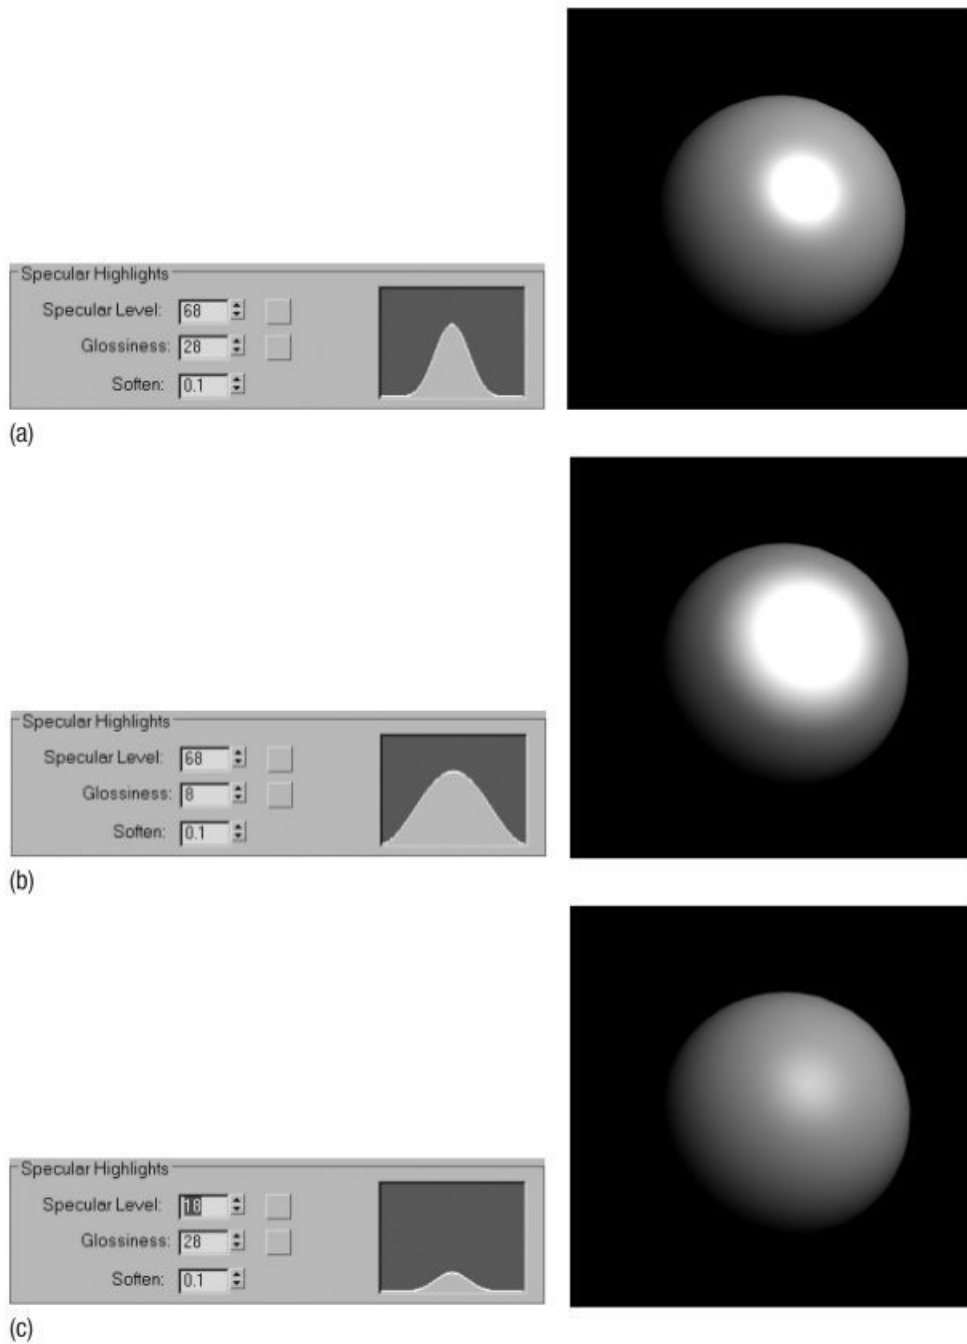 Specular Highlights
Specular Level: 68
Glossiness: 28
Soften: 0.1
(a)
Specular Highlights
Specular Level: 68
Glossiness: 8
Soften: 0.1
(b)
Specular Highlights
Specular Level: 18
Glossiness: 28
Soften: 0.1
(c)